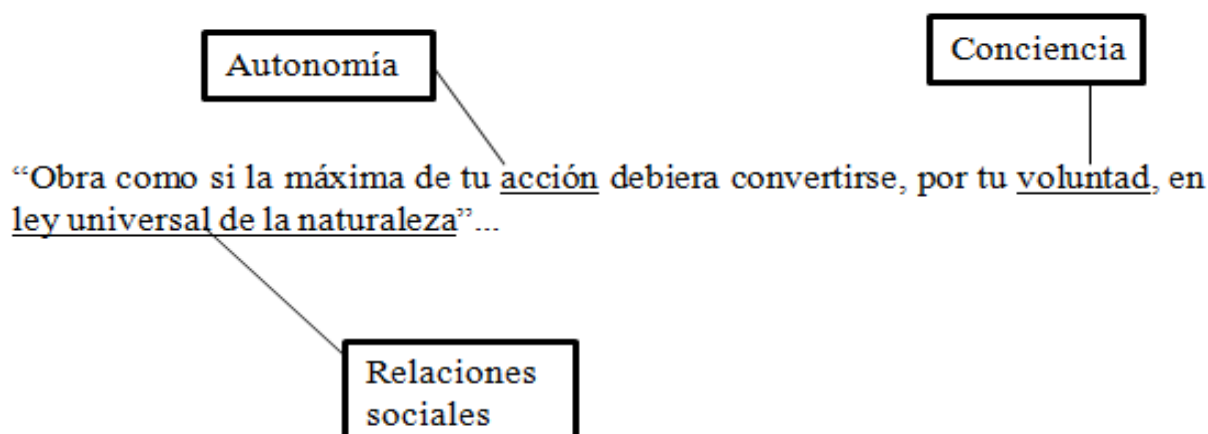 Autonomía
Conciencia
“Obra como si la máxima de tu acción debiera convertirse, por tu voluntad, en
ley universal de la naturaleza”...
Relaciones
sociales